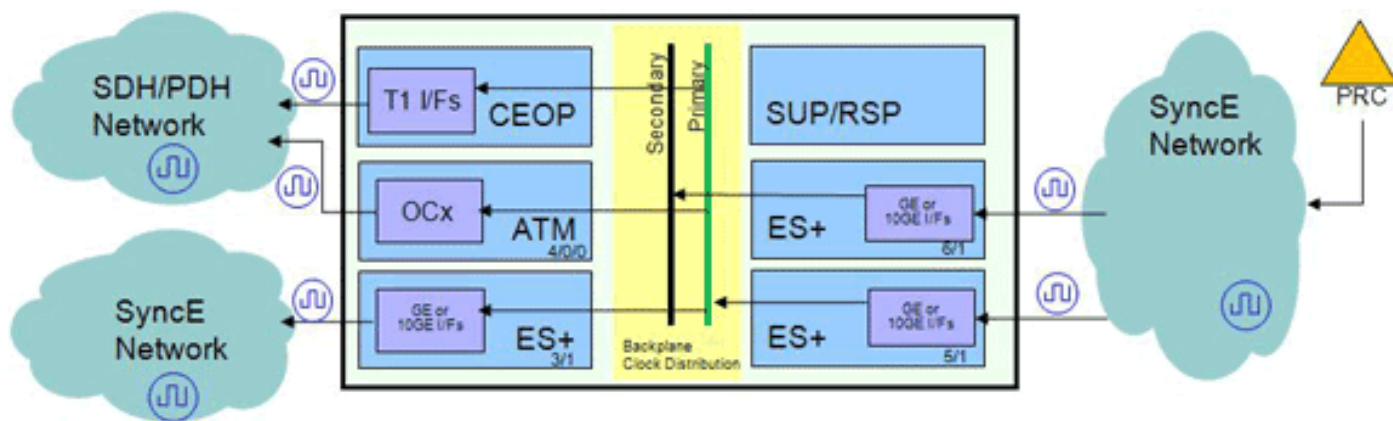 SDH/PDH
Network
T1 I/Fs
CEOP
OCx
ATM
4/0/0
SyncE
Network
GE or
10GE I/Fs
ES+
3/1
Secondary
Primary
Backplane
Clock Distribution
SUP/RSP
GE or
10GE I/Fs
ES+
6/1
GE or
10GE I/Fs
ES+
5/1
SyncE
Network
PRC